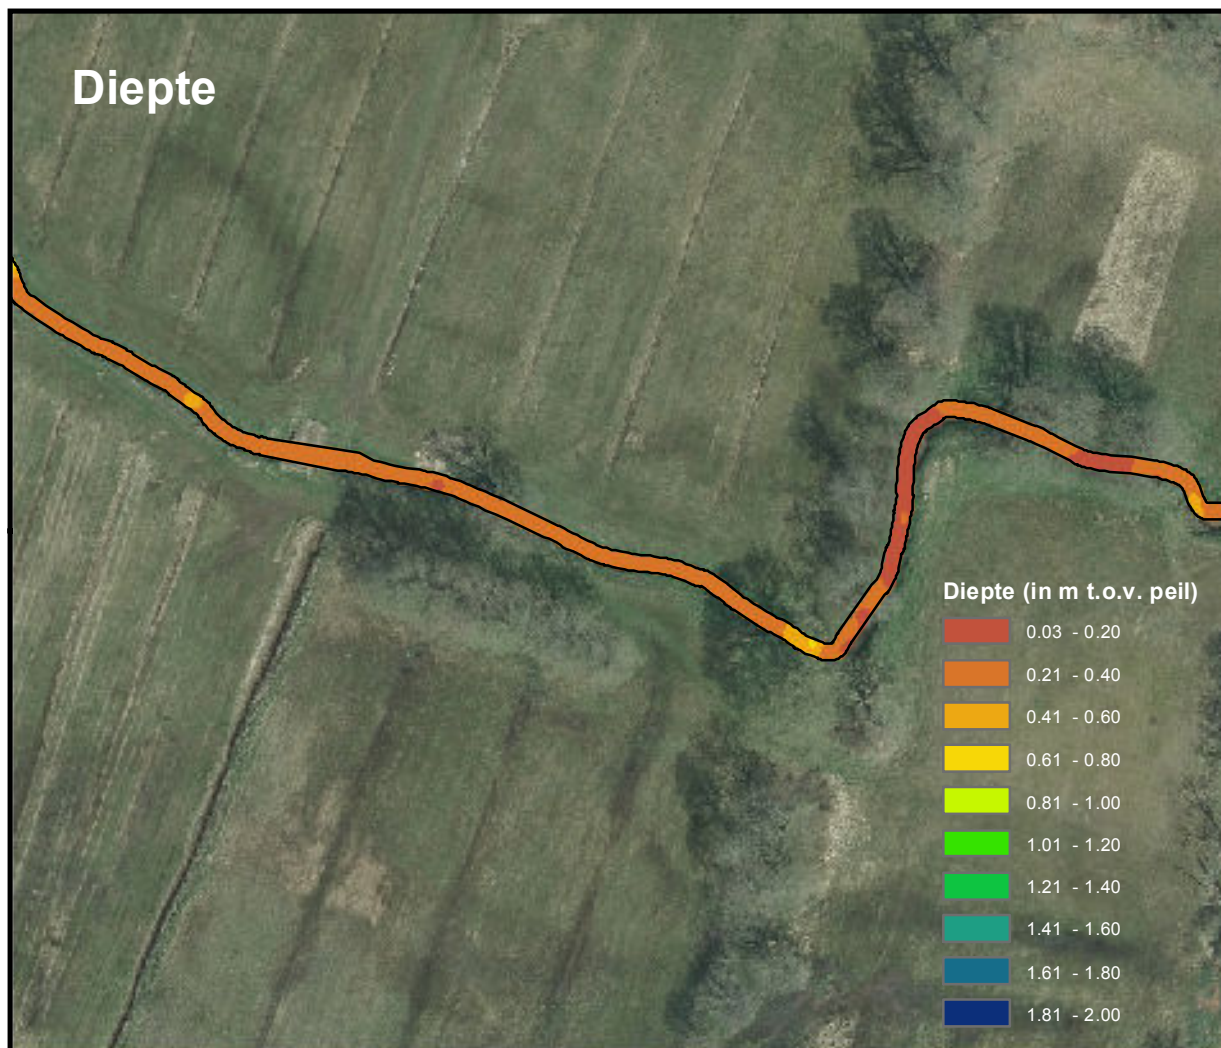 Diepte
Diepte (in m t.o.v. peil)
0.03 - 0.20
0.21 - 0.40
0.41 - 0.60
0.61 - 0.80
0.81 - 1.00
1.01 - 1.20
1.21 - 1.40
1.41 - 1.60
1.61 - 1.80
1.81 - 2.00